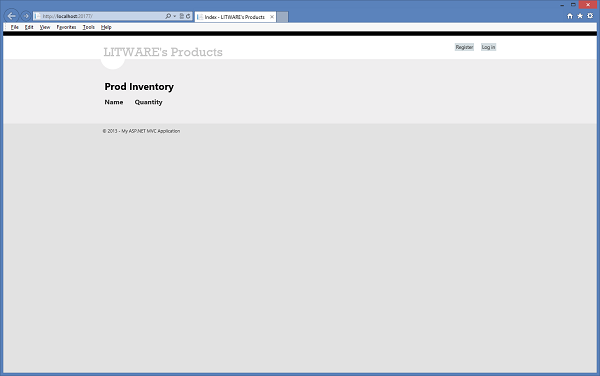 http://localhost:20177/
Index - LITWARE's Products
File Edit View Favorites Tools Help
LITWARE's Products
Register Log in
Prod Inventory
Name Quantity
© 2013 - My ASP.NET MVC Application